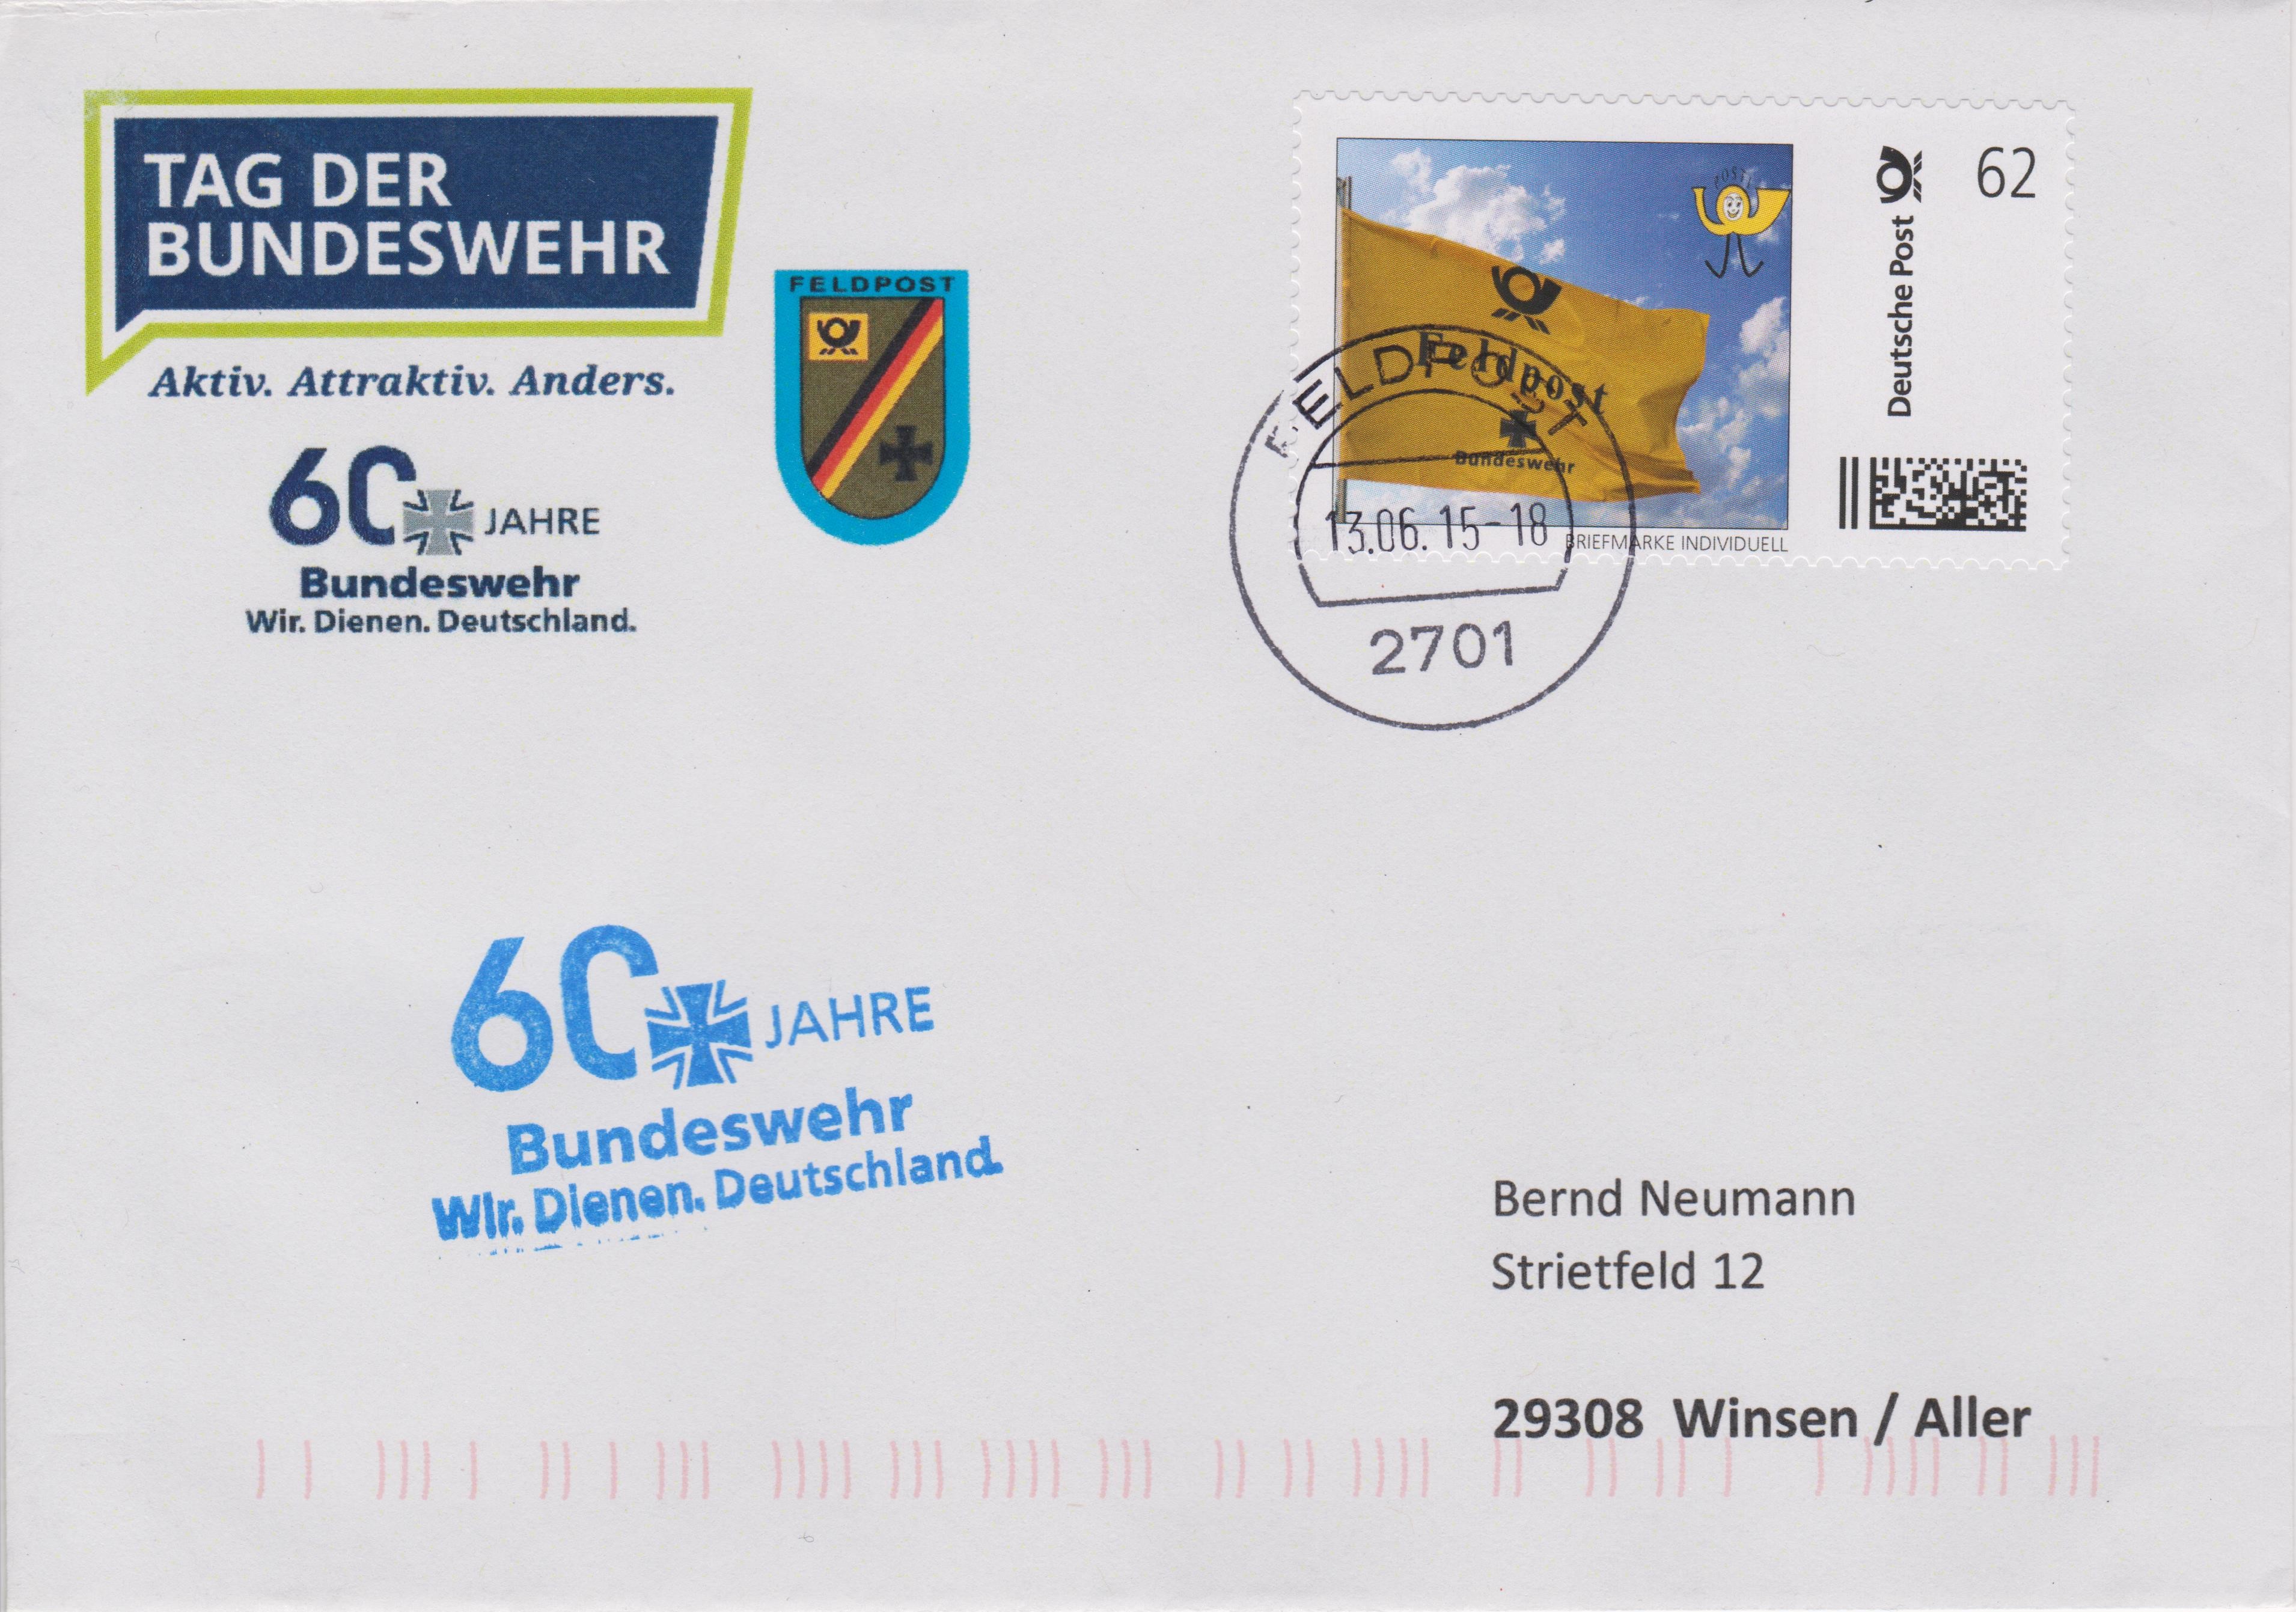 TAG DER
BUNDESWEHR
Aktiv. Attraktiv. Anders.
60 JAHRE
Bundeswehr
Wir. Dienen. Deutschland.
FELDPOST
POSTI
Feldpost
Bundeswehr
BRIEFMARKE INDIVIDUELL
Deutsche Post
62
FELDPOST
13.06.15-18
2701
60 JAHRE
Bundeswehr
Wir. Dienen. Deutschland.
Bernd Neumann
Strietfeld 12
29308 Winsen / Aller